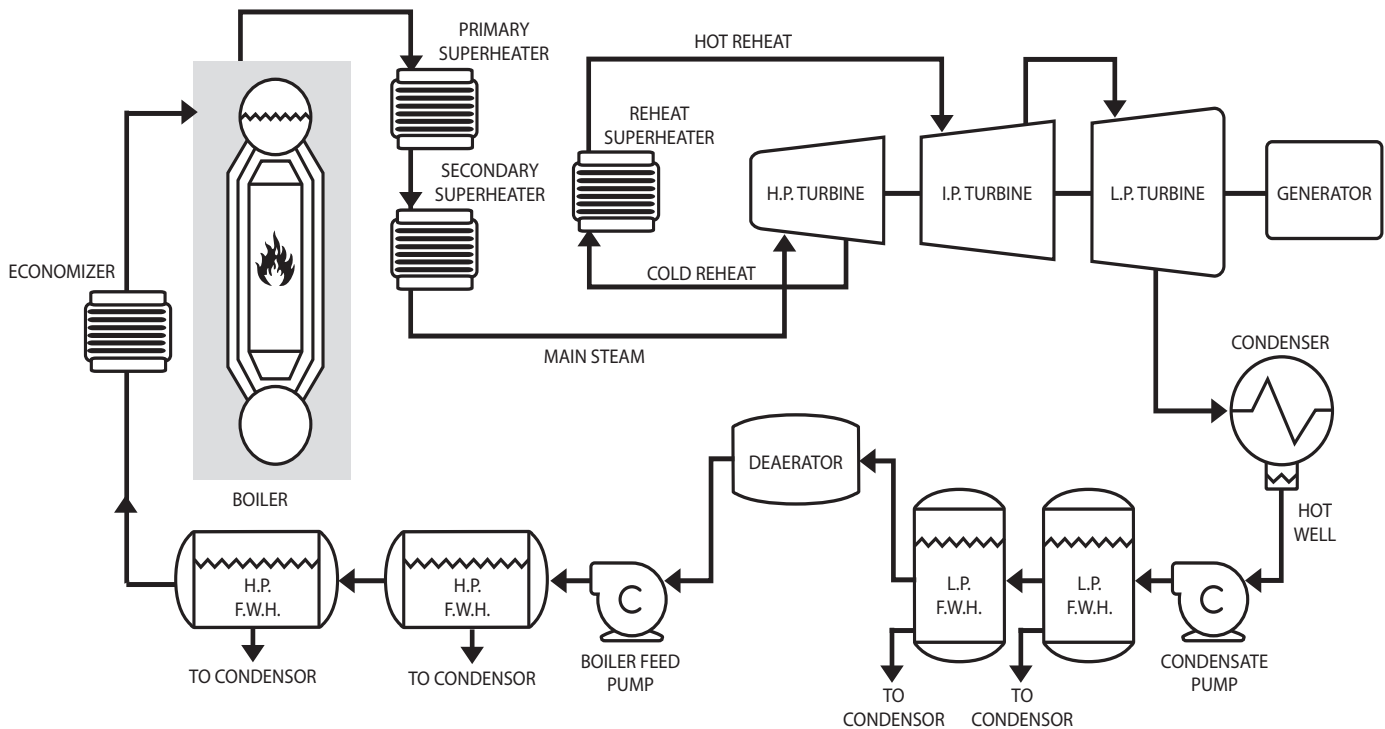 PRIMARY
SUPERHEATER
HOT REHEAT
REHEAT
SUPERHEATER
SECONDARY
SUPERHEATER
H.P. TURBINE
I.P. TURBINE
L.P. TURBINE
GENERATOR
ECONOMIZER
COLD REHEAT
MAIN STEAM
CONDENSER
DEAERATOR
BOILER
HOT
WELL
H.P.
F.W.H.
H.P.
F.W.H.
C
L.P.
F.W.H.
L.P.
F.W.H.
C
TO CONDENSOR
TO CONDENSOR
BOILER FEED
PUMP
TO
CONDENSOR
TO
CONDENSOR
CONDENSATE
PUMP